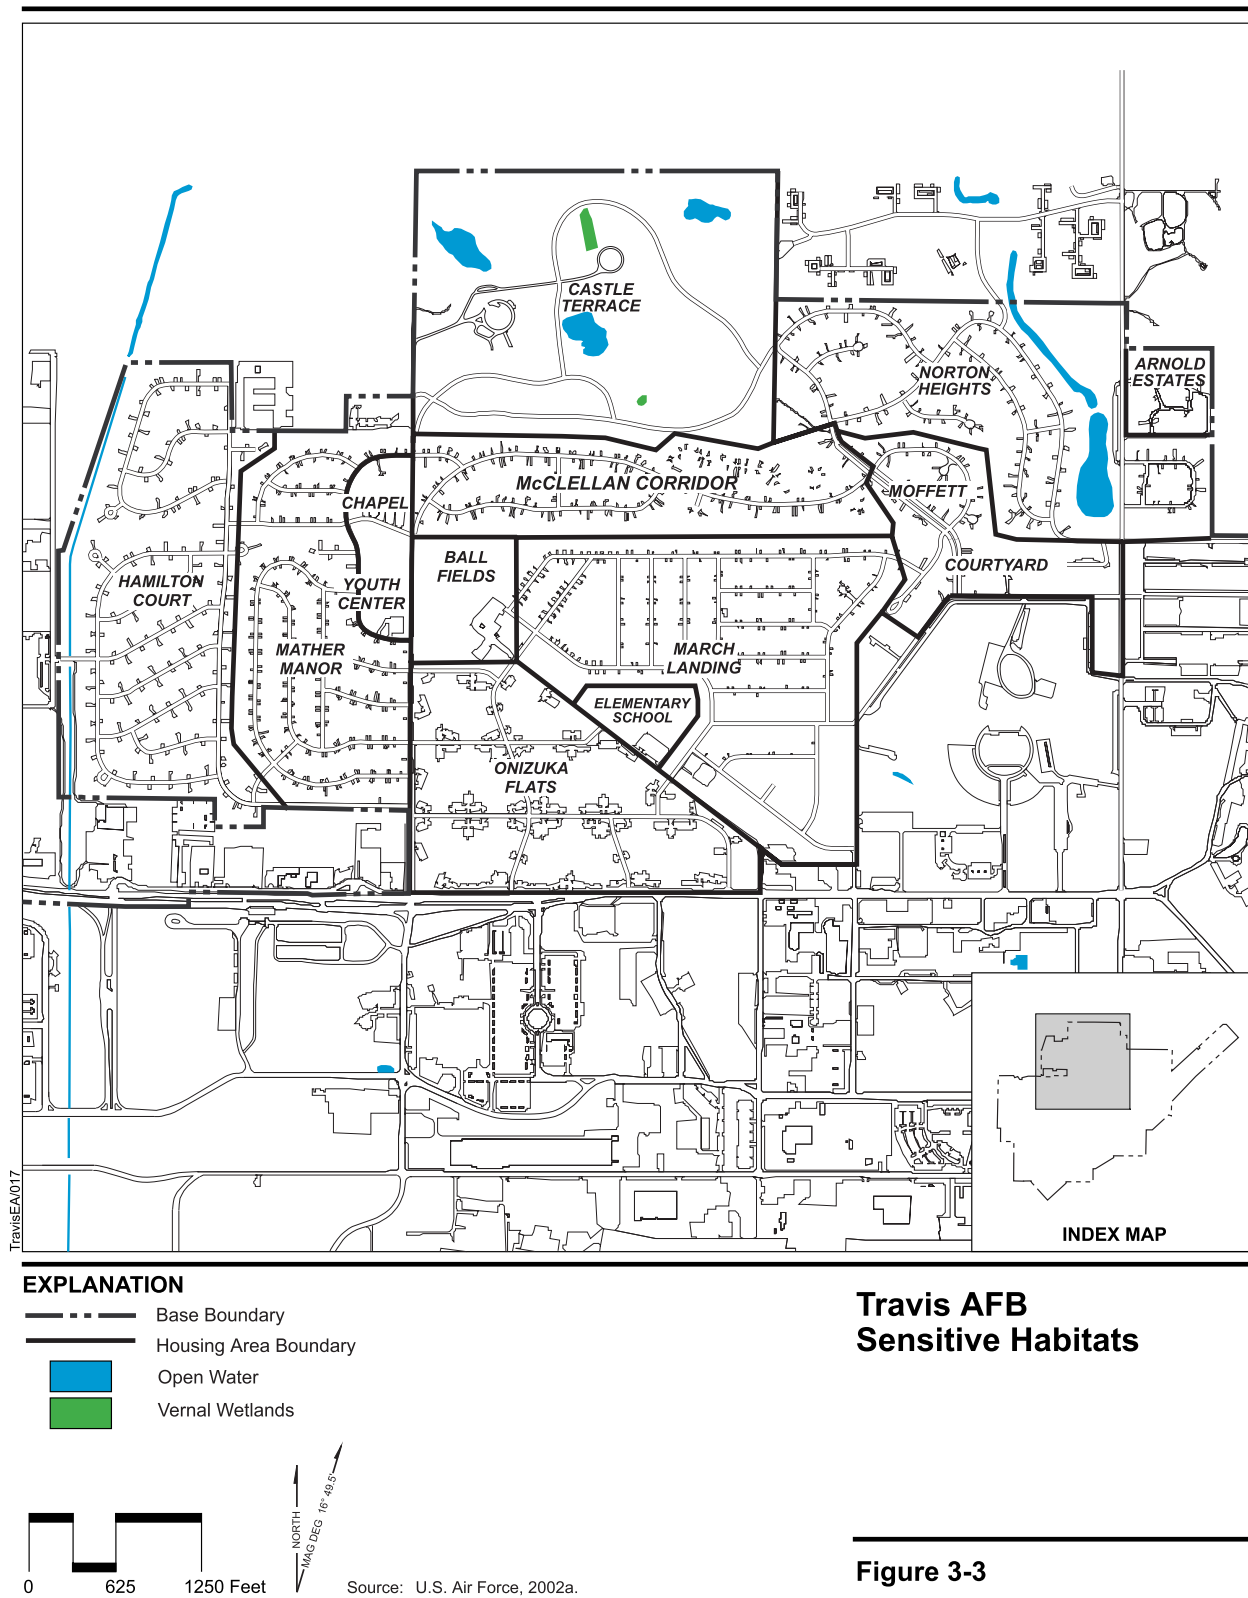 CASTLE
TERRACE
NORTON
HEIGHTS
ARNOLD
ESTATES
McCLELLAN CORRIDOR
MOFFETT
CHAPEL
BALL
FIELDS
COURTYARD
HAMILTON
COURT
YOUTH
CENTER
MATHER
MANOR
MARCH
LANDING
ELEMENTARY
SCHOOL
ONIZUKA
FLATS
INDEX MAP
TravisEA/017
EXPLANATION
Base Boundary
Housing Area Boundary
Open Water
Vernal Wetlands
Travis AFB
Sensitive Habitats
NORTH
MAG DEG 16° 49.5'
0 625 1250 Feet
Source: U.S. Air Force, 2002a.
Figure 3-3